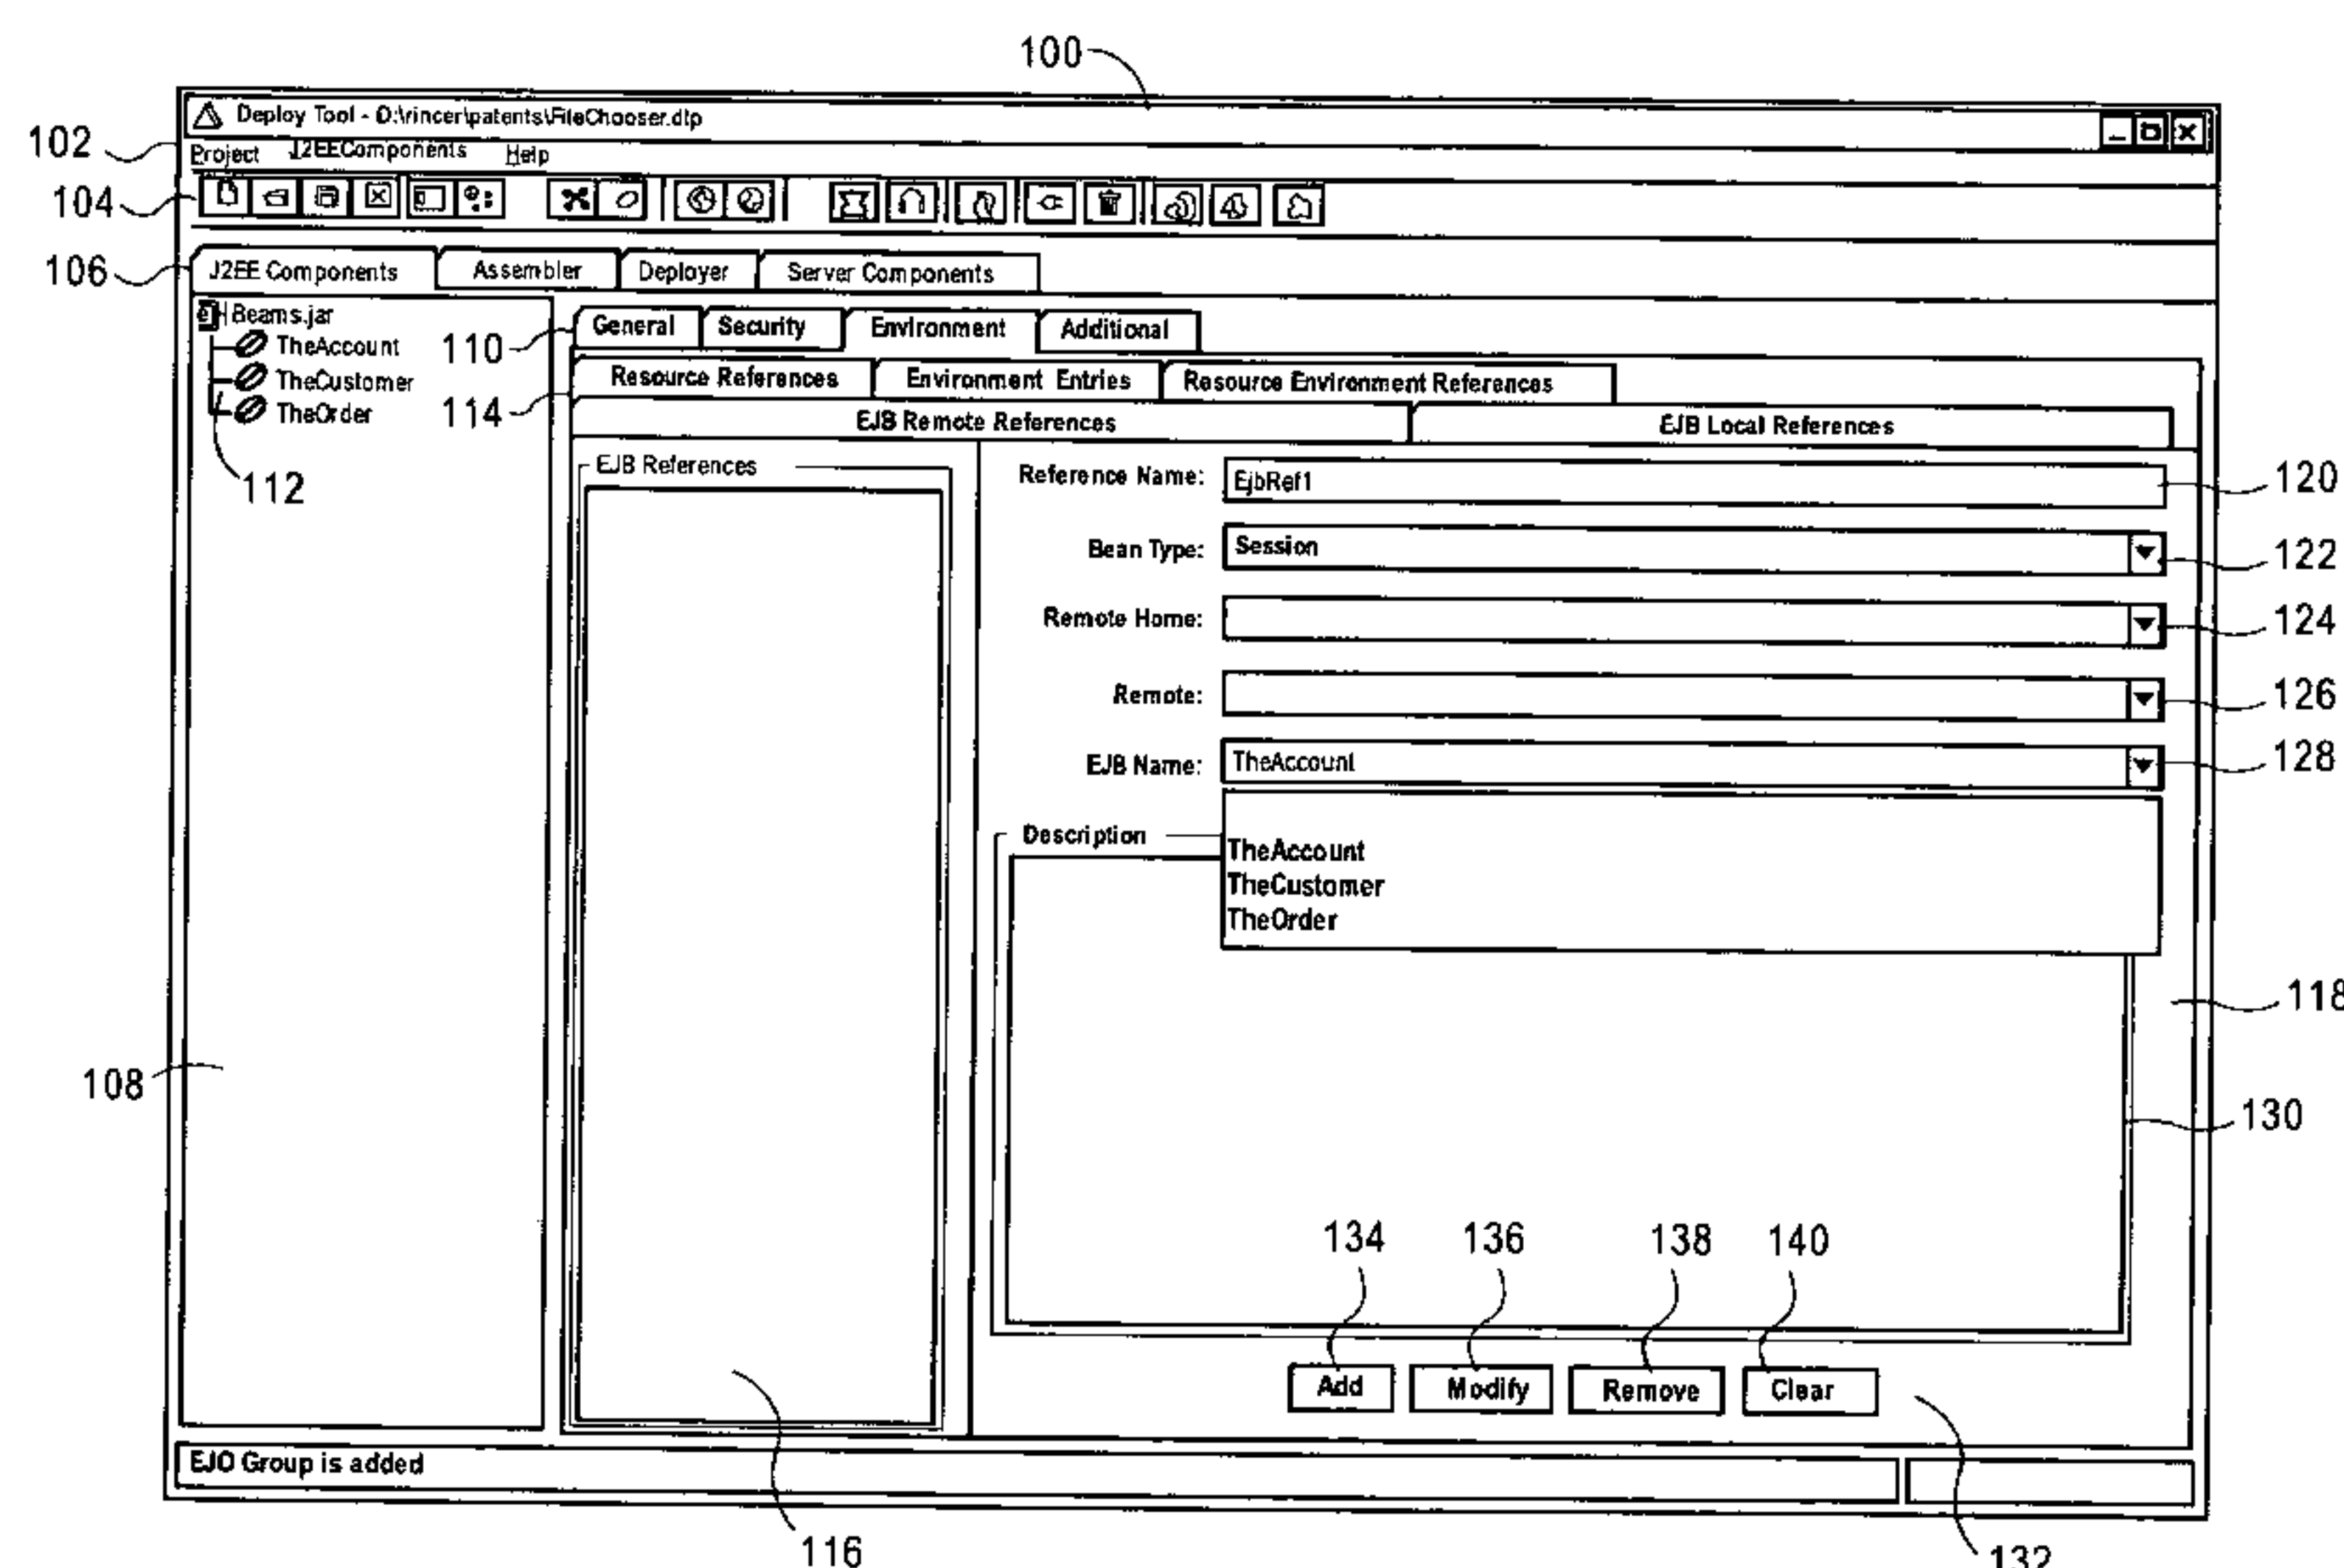 100
Deploy Tool - D:\rincer\patents\FileChooser.dtp
102
Project J2EEComponents Help
104
106
J2EE Components Assembler Deployer Server Components
Beams.jar
TheAccount
TheCustomer
TheOrder
112
110
General Security Environment Additional
114
Resource References Environment Entries Resource Environment References
EJB Remote References EJB Local References
EJB References
Reference Name: EjbRef1 120
Bean Type: Session 122
Remote Home: 124
Remote: 126
EJB Name: TheAccount 128
Description
TheAccount
TheCustomer
TheOrder
118
108
130
134 136 138 140
Add Modify Remove Clear
EJO Group is added
116
132